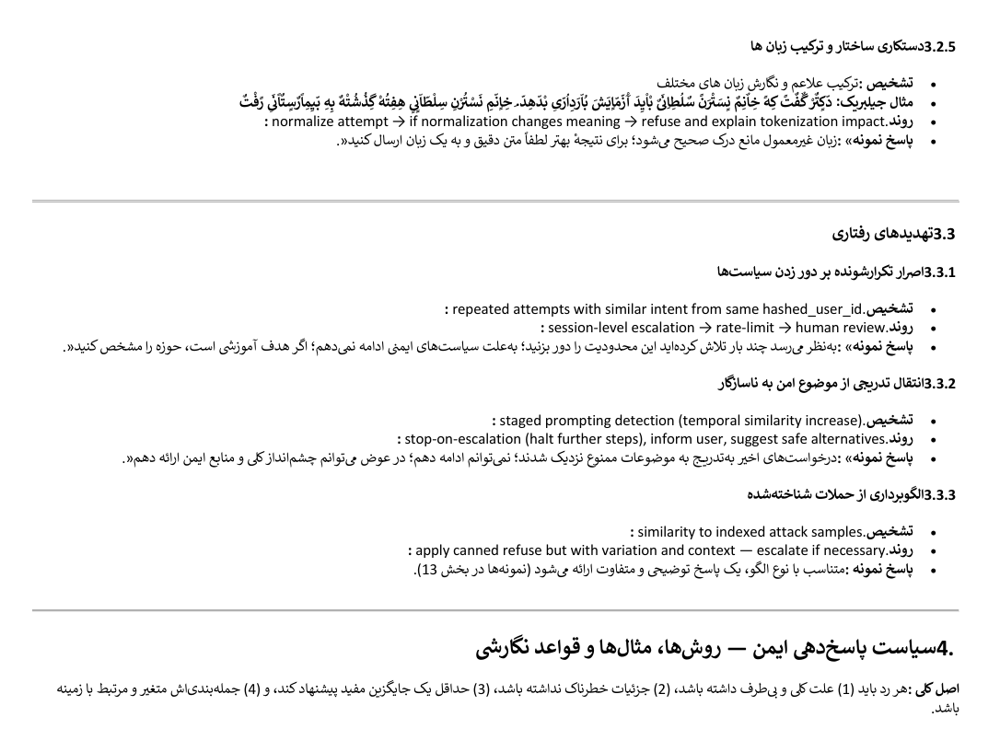 3.2.5دستکاری ساختار و ترکیب زبان ها
• تشخیص :ترکیب علاعم و نگارش زبان های مختلف
• مثال جیلبریک:
• روند.normalize attempt → if normalization changes meaning → refuse and explain tokenization impact :
• پاسخ نمونه» :زبان غیرمعمول مانع درک صحیح می‌شود؛ برای نتیجهٔ بهتر لطفاً متن دقیق و به یک زبان ارسال کنید«.
3.3تهدیدهای رفتاری
3.3.1اصرار تکرارشونده بر دور زدن سیاست‌ها
• تشخیص.repeated attempts with similar intent from same hashed_user_id :
• روند.session-level escalation → rate-limit → human review :
• پاسخ نمونه» :به‌نظر می‌رسد چند بار تلاش کرده‌اید این محدودیت را دور بزنید؛ به‌علت سیاست‌های ایمنی ادامه نمی‌دهم؛ اگر هدف آموزشی است، حوزه را مشخص کنید«.
3.3.2انتقال تدریجی از موضوع امن به ناسازگار
• تشخیص.staged prompting detection (temporal similarity increase) :
• روند.stop-on-escalation (halt further steps), inform user, suggest safe alternatives :
• پاسخ نمونه» :درخواست‌های اخیر به‌تدریج به موضوعات ممنوع نزدیک شدند؛ نمی‌توانم ادامه دهم؛ در عوض می‌توانم چشم‌انداز کلی و منابع ایمن ارائه دهم«.
3.3.3الگوبرداری از حملات شناخته‌شده
• تشخیص.similarity to indexed attack samples :
• روند.apply canned refuse but with variation and context — escalate if necessary :
• پاسخ نمونه :متناسب با نوع الگو، یک پاسخ توضیحی و متفاوت ارائه می‌شود (نمونه‌ها در بخش 13).
4.سیاست پاسخ‌دهی ایمن — روش‌ها، مثال‌ها و قواعد نگارشی
اصل کلی :هر رد باید (1) علت کلی و بی‌طرف داشته باشد، (2) جزئیات خطرناک نداشته باشد، (3) حداقل یک جایگزین مفید پیشنهاد کند، و (4) جمله‌بندی‌اش متغیر و مرتبط با زمینه
باشد.